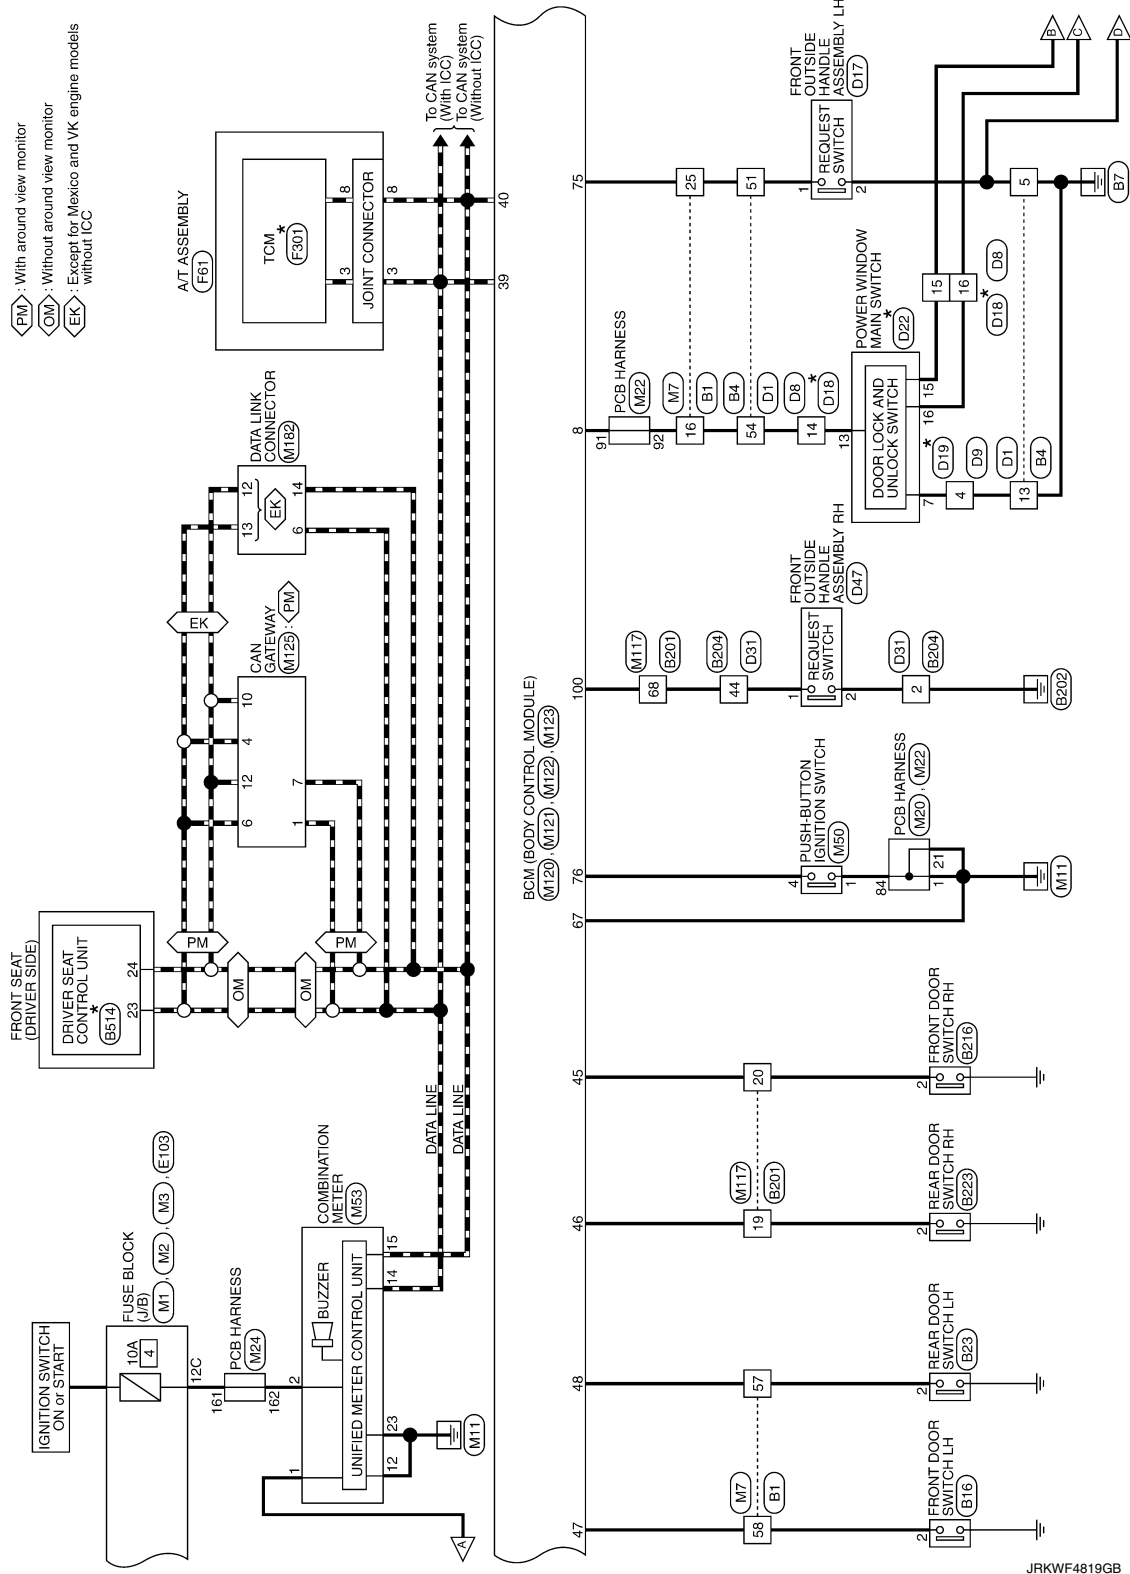 PM : With around view monitor
OM : Without around view monitor
EK : Except for Mexico and VK engine models
without ICC
IGNITION SWITCH
ON or START
FUSE BLOCK
(J/B)
M1 , M2 , M3 , E103
10A
4
12C
161
PCB HARNESS
M24
162
2
1
COMBINATION
METER
M53
BUZZER
UNIFIED METER CONTROL UNIT
12
23
14
15
M11
A
FRONT SEAT
(DRIVER SIDE)
DRIVER SEAT
CONTROL UNIT
*
B514
23
24
PM
OM
OM
PM
EK
DATA LINE
DATA LINE
CAN
GATEWAY
M125 : PM
6
12
4
10
1
7
DATA LINK
CONNECTOR
M182
13
12
EK
6
14
A/T ASSEMBLY
F61
TCM
*
F301
3
8
JOINT CONNECTOR
3
8
To CAN system
(With ICC)
To CAN system
(Without ICC)
39
40
BCM (BODY CONTROL MODULE)
M120 , M121 , M122 , M123
47
48
46
45
67
76
100
8
75
M7
B1
58
57
2
FRONT DOOR
SWITCH LH
B16
2
REAR DOOR
SWITCH LH
B23
M117
B201
19
20
2
REAR DOOR
SWITCH RH
B223
2
FRONT DOOR
SWITCH RH
B216
PUSH-BUTTON
IGNITION SWITCH
M50
4
1
PCB HARNESS
M20 , M22
84
1
21
M11
M117
B201
68
B204
D31
44
FRONT
OUTSIDE
HANDLE
ASSEMBLY RH
D47
REQUEST
SWITCH
1
2
D31
B204
2
B202
91
PCB HARNESS
M22
92
M7
B1
16
25
B4
D1
54
51
D8
*
D18
14
13
POWER WINDOW
MAIN SWITCH
*
D22
DOOR LOCK AND
UNLOCK SWITCH
7
16
15
*
D19
D9
4
D1
B4
13
5
15
16
*
D18
D8
FRONT
OUTSIDE
HANDLE
ASSEMBLY LH
D17
REQUEST
SWITCH
1
2
B7
B
C
D
JRKWF4819GB